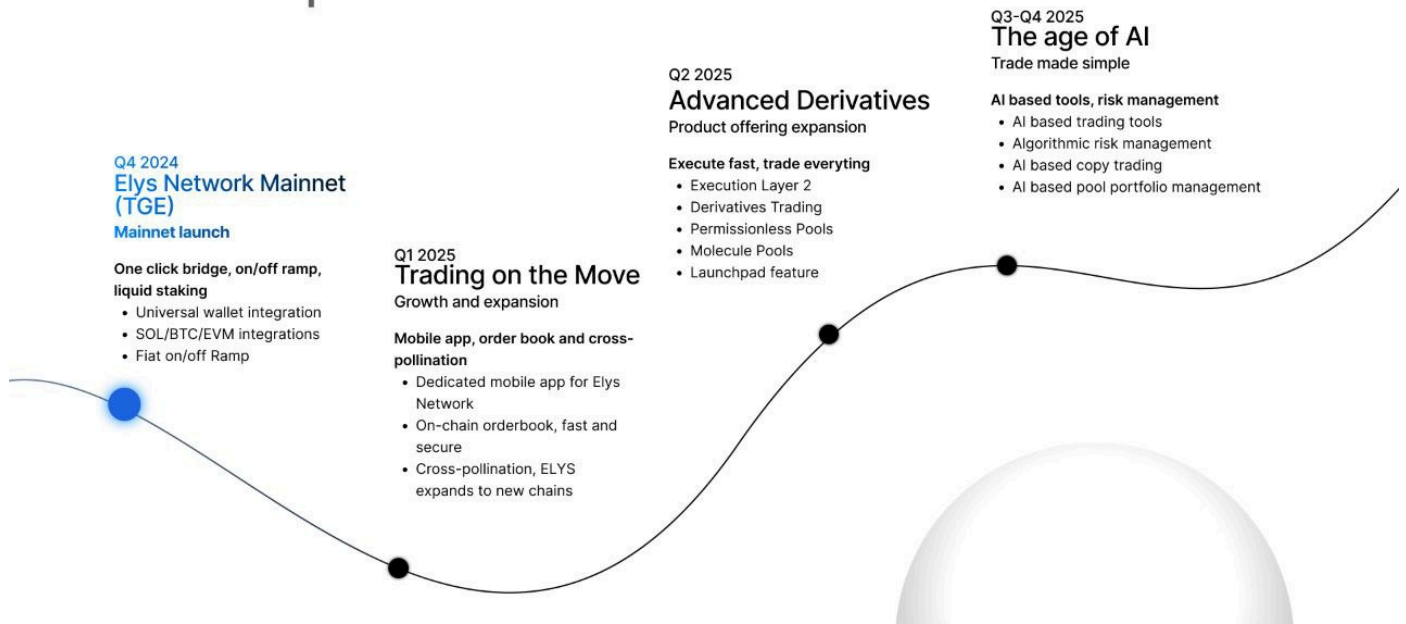 Q4 2024
Elys Network Mainnet
(TGE)
Mainnet launch
One click bridge, on/off ramp,
liquid staking
• Universal wallet integration
• SOL/BTC/EVM integrations
• Fiat on/off Ramp
Q1 2025
Trading on the Move
Growth and expansion
Mobile app, order book and cross-
pollination
• Dedicated mobile app for Elys
Network
• On-chain orderbook, fast and
secure
• Cross-pollination, ELYS
expands to new chains
Q2 2025
Advanced Derivatives
Product offering expansion
Execute fast, trade everyting
• Execution Layer 2
• Derivatives Trading
• Permissionless Pools
• Molecule Pools
• Launchpad feature
Q3-Q4 2025
The age of AI
Trade made simple
AI based tools, risk management
• AI based trading tools
• Algorithmic risk management
• AI based copy trading
• AI based pool portfolio management